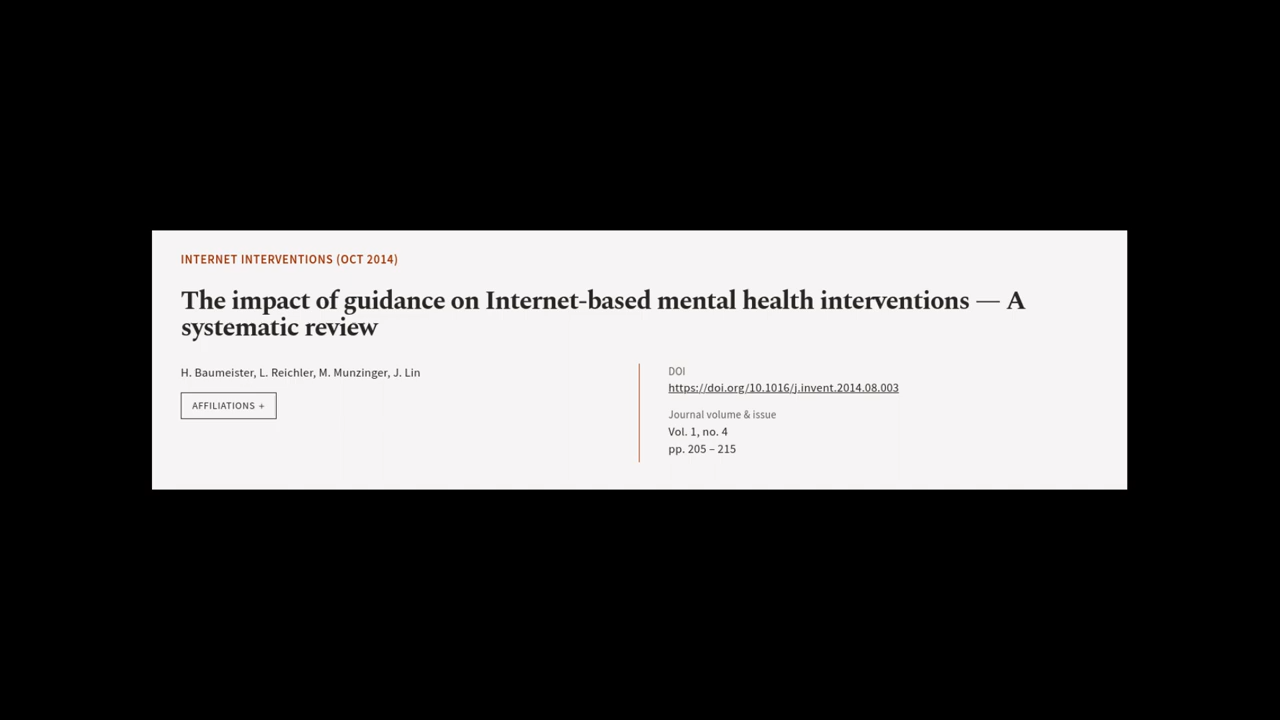 INTERNET INTERVENTIONS (OCT 2014)
The impact of guidance on Internet-based mental health interventions — A
systematic review
H. Baumeister, L. Reichler, M. Munzinger, J. Lin
AFFILIATIONS +
DOI
https://doi.org/10.1016/j.invent.2014.08.003
Journal volume & issue
Vol. 1, no. 4
pp. 205 – 215